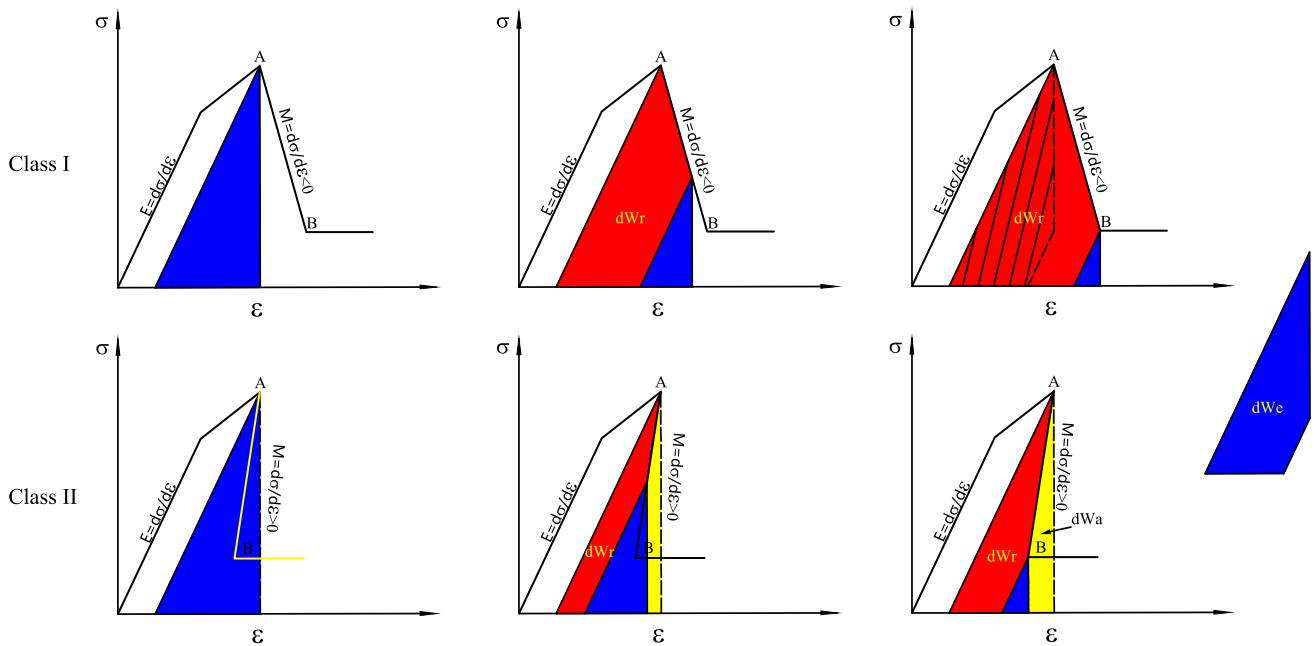 Class I
σ
A
E=dσ/dε
M=dσ/dε<0
B
ε
σ
A
E=dσ/dε
M=dσ/dε<0
dWr
B
ε
σ
A
E=dσ/dε
M=dσ/dε<0
dWr
B
ε
Class II
σ
A
E=dσ/dε
M=dσ/dε>0
B
ε
σ
A
E=dσ/dε
M=dσ/dε>0
dWr
B
ε
σ
A
E=dσ/dε
M=dσ/dε>0
dWa
dWr
B
ε
dWe